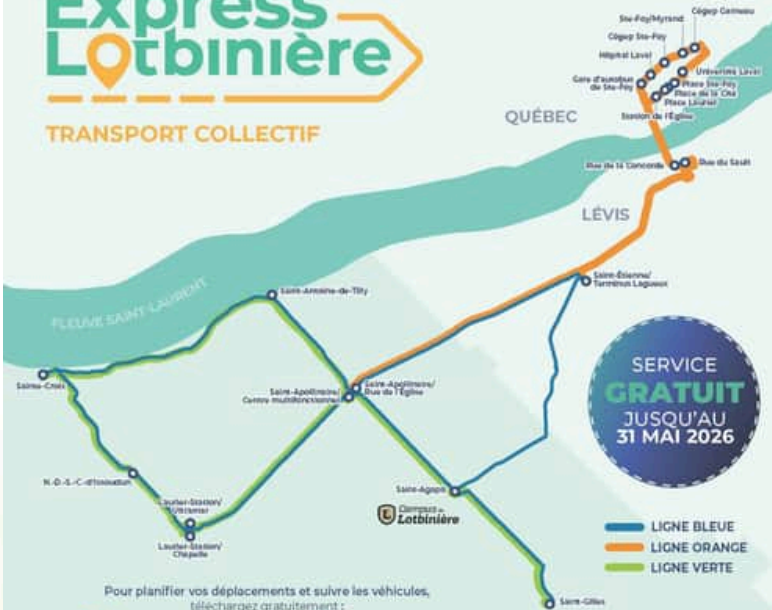 Express
Lotbinière
TRANSPORT COLLECTIF
Cégep Garneau
Ste-Foy/Myrand
Cégep Ste-Foy
Hôpital Laval
Université Laval
Gare d'autobus
de Ste-Foy
Place Ste-Foy
Place de la Cité
Place Laurier
Station de l'Église
QUÉBEC
Rue de la Concorde
Rue du Sault
LÉVIS
Saint-Étienne/
Terminus Lagueux
FLEUVE SAINT-LAURENT
Saint-Antoine-de-Tilly
Sainte-Croix
Saint-Apollinaire/
Rue de l'Église
Saint-Apollinaire/
Centre multifonctionnel
SERVICE
GRATUIT
JUSQU'AU
31 MAI 2026
N.-D.-S.-C-d'Issoudun
Saint-Agapit
Laurier-Station/
Ultramar
Laurier-Station/
Chapelle
Campus de
Lotbinière
LIGNE BLEUE
LIGNE ORANGE
LIGNE VERTE
Saint-Gilles
Pour planifier vos déplacements et suivre les véhicules,
téléchargez gratuitement :